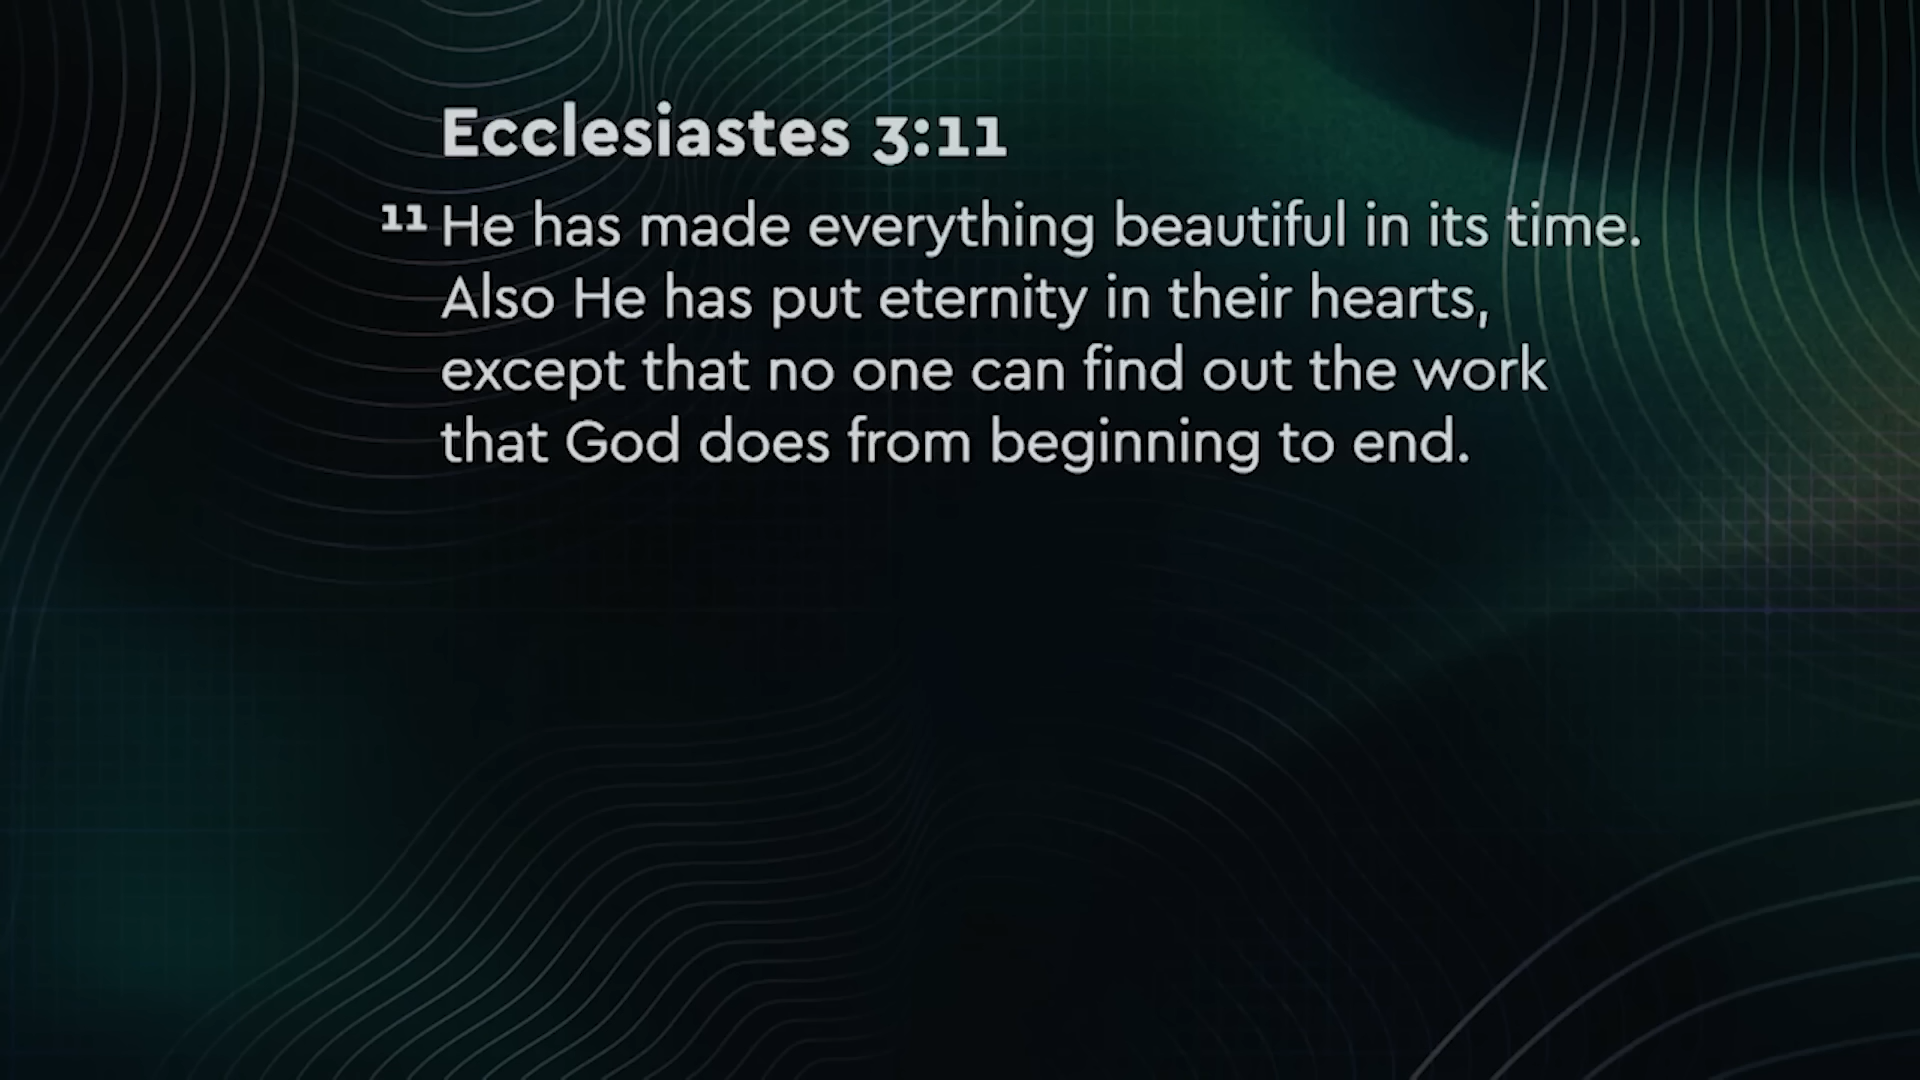 Ecclesiastes 3:11
11 He has made everything beautiful in its time.
Also He has put eternity in their hearts,
except that no one can find out the work
that God does from beginning to end.